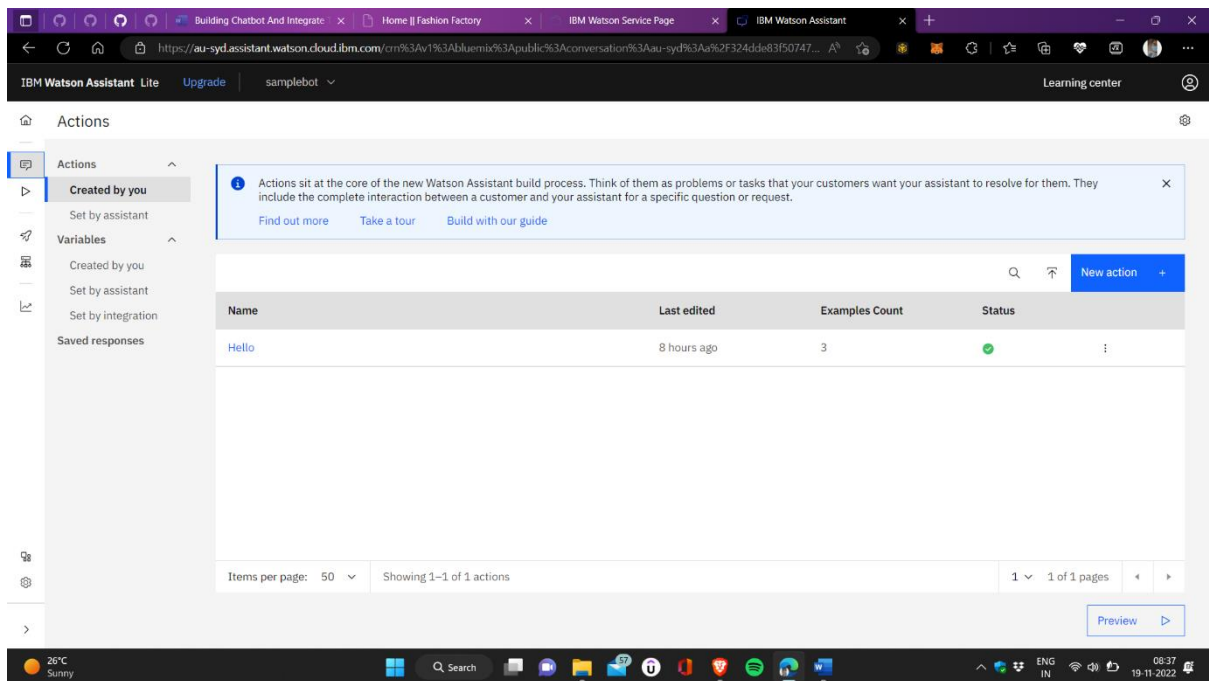 Building Chatbot And Integrate
Home || Fashion Factory
IBM Watson Service Page
IBM Watson Assistant
https://au-syd.assistant.watson.cloud.ibm.com/crn%3Av1%3Abluemix%3Apublic%3Aconversation%3Aau-syd%3Aa%2F324dde83f50747...
IBM Watson Assistant Lite Upgrade samplebot Learning center
Actions
Actions
Created by you
Set by assistant
Variables
Created by you
Set by assistant
Set by integration
Saved responses
Actions sit at the core of the new Watson Assistant build process. Think of them as problems or tasks that your customers want your assistant to resolve for them. They
include the complete interaction between a customer and your assistant for a specific question or request.
Find out more Take a tour Build with our guide
New action +
Name Last edited Examples Count Status
Hello 8 hours ago 3
Items per page: 50 Showing 1–1 of 1 actions 1 1 of 1 pages
Preview
26°C
Sunny
Search
57
ENG
IN
08:37
19-11-2022